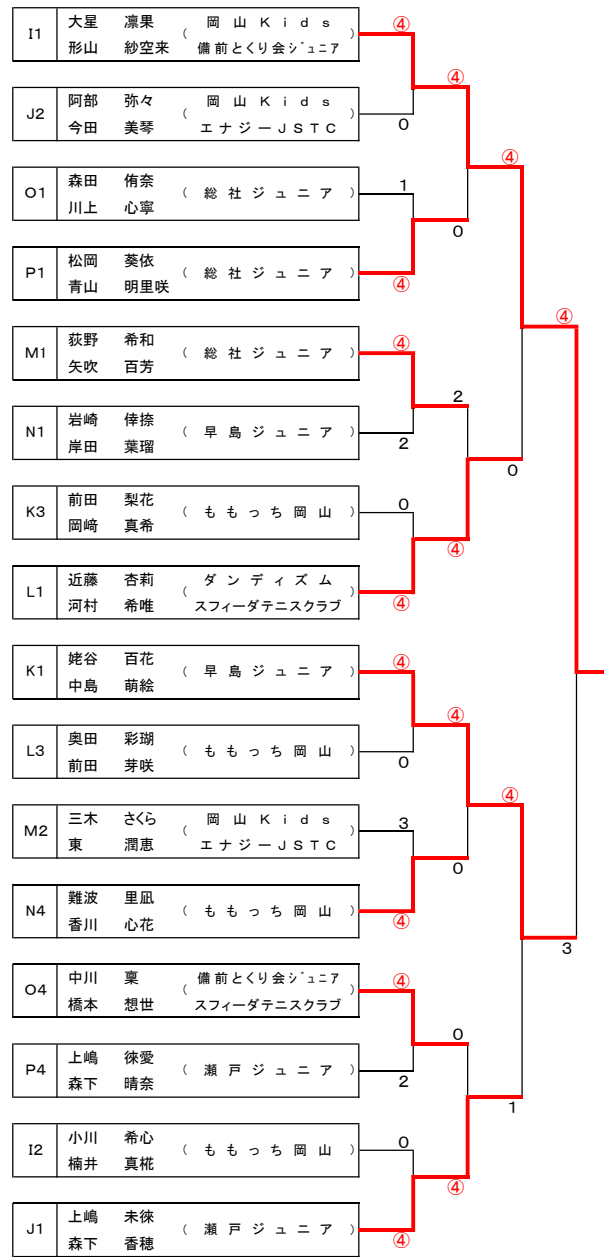 I1
大星 凛果
形山 紗空来
( 岡山Kids
備前とくり会ジュニア )
④
④
J2
阿部 弥々
今田 美琴
( 岡山Kids
エナジーJSTC )
0
④
O1
森田 侑奈
川上 心寧
( 総社ジュニア )
1
0
P1
松岡 葵依
青山 明里咲
( 総社ジュニア )
④
④
M1
荻野 希和
矢吹 百芳
( 総社ジュニア )
④
2
N1
岩崎 倖捺
岸田 葉瑠
( 早島ジュニア )
2
0
K3
前田 梨花
岡﨑 真希
( ももっち岡山 )
0
④
L1
近藤 杏莉
河村 希唯
( ダンディズム
スフィーダテニスクラブ )
④
K1
姥谷 百花
中島 萌絵
( 早島ジュニア )
④
④
L3
奥田 彩瑚
前田 芽咲
( ももっち岡山 )
0
④
M2
三木 さくら
東 潤恵
( 岡山Kids
エナジーJSTC )
3
0
N4
難波 里凪
香川 心花
( ももっち岡山 )
④
3
O4
中川 稟
橋本 想世
( 備前とくり会ジュニア
スフィーダテニスクラブ )
④
0
P4
上嶋 徠愛
森下 晴奈
( 瀬戸ジュニア )
2
1
I2
小川 希心
楠井 真椛
( ももっち岡山 )
0
④
J1
上嶋 未徠
森下 香穂
( 瀬戸ジュニア )
④